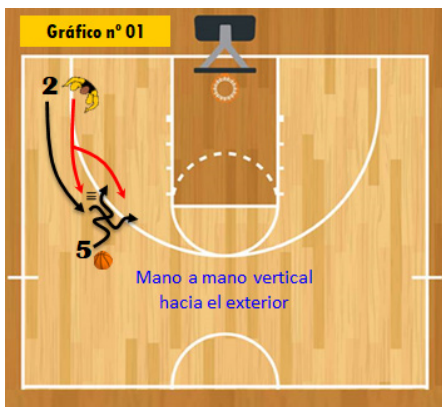 Gráfico nº 01
2
5
Mano a mano vertical
hacia el exterior